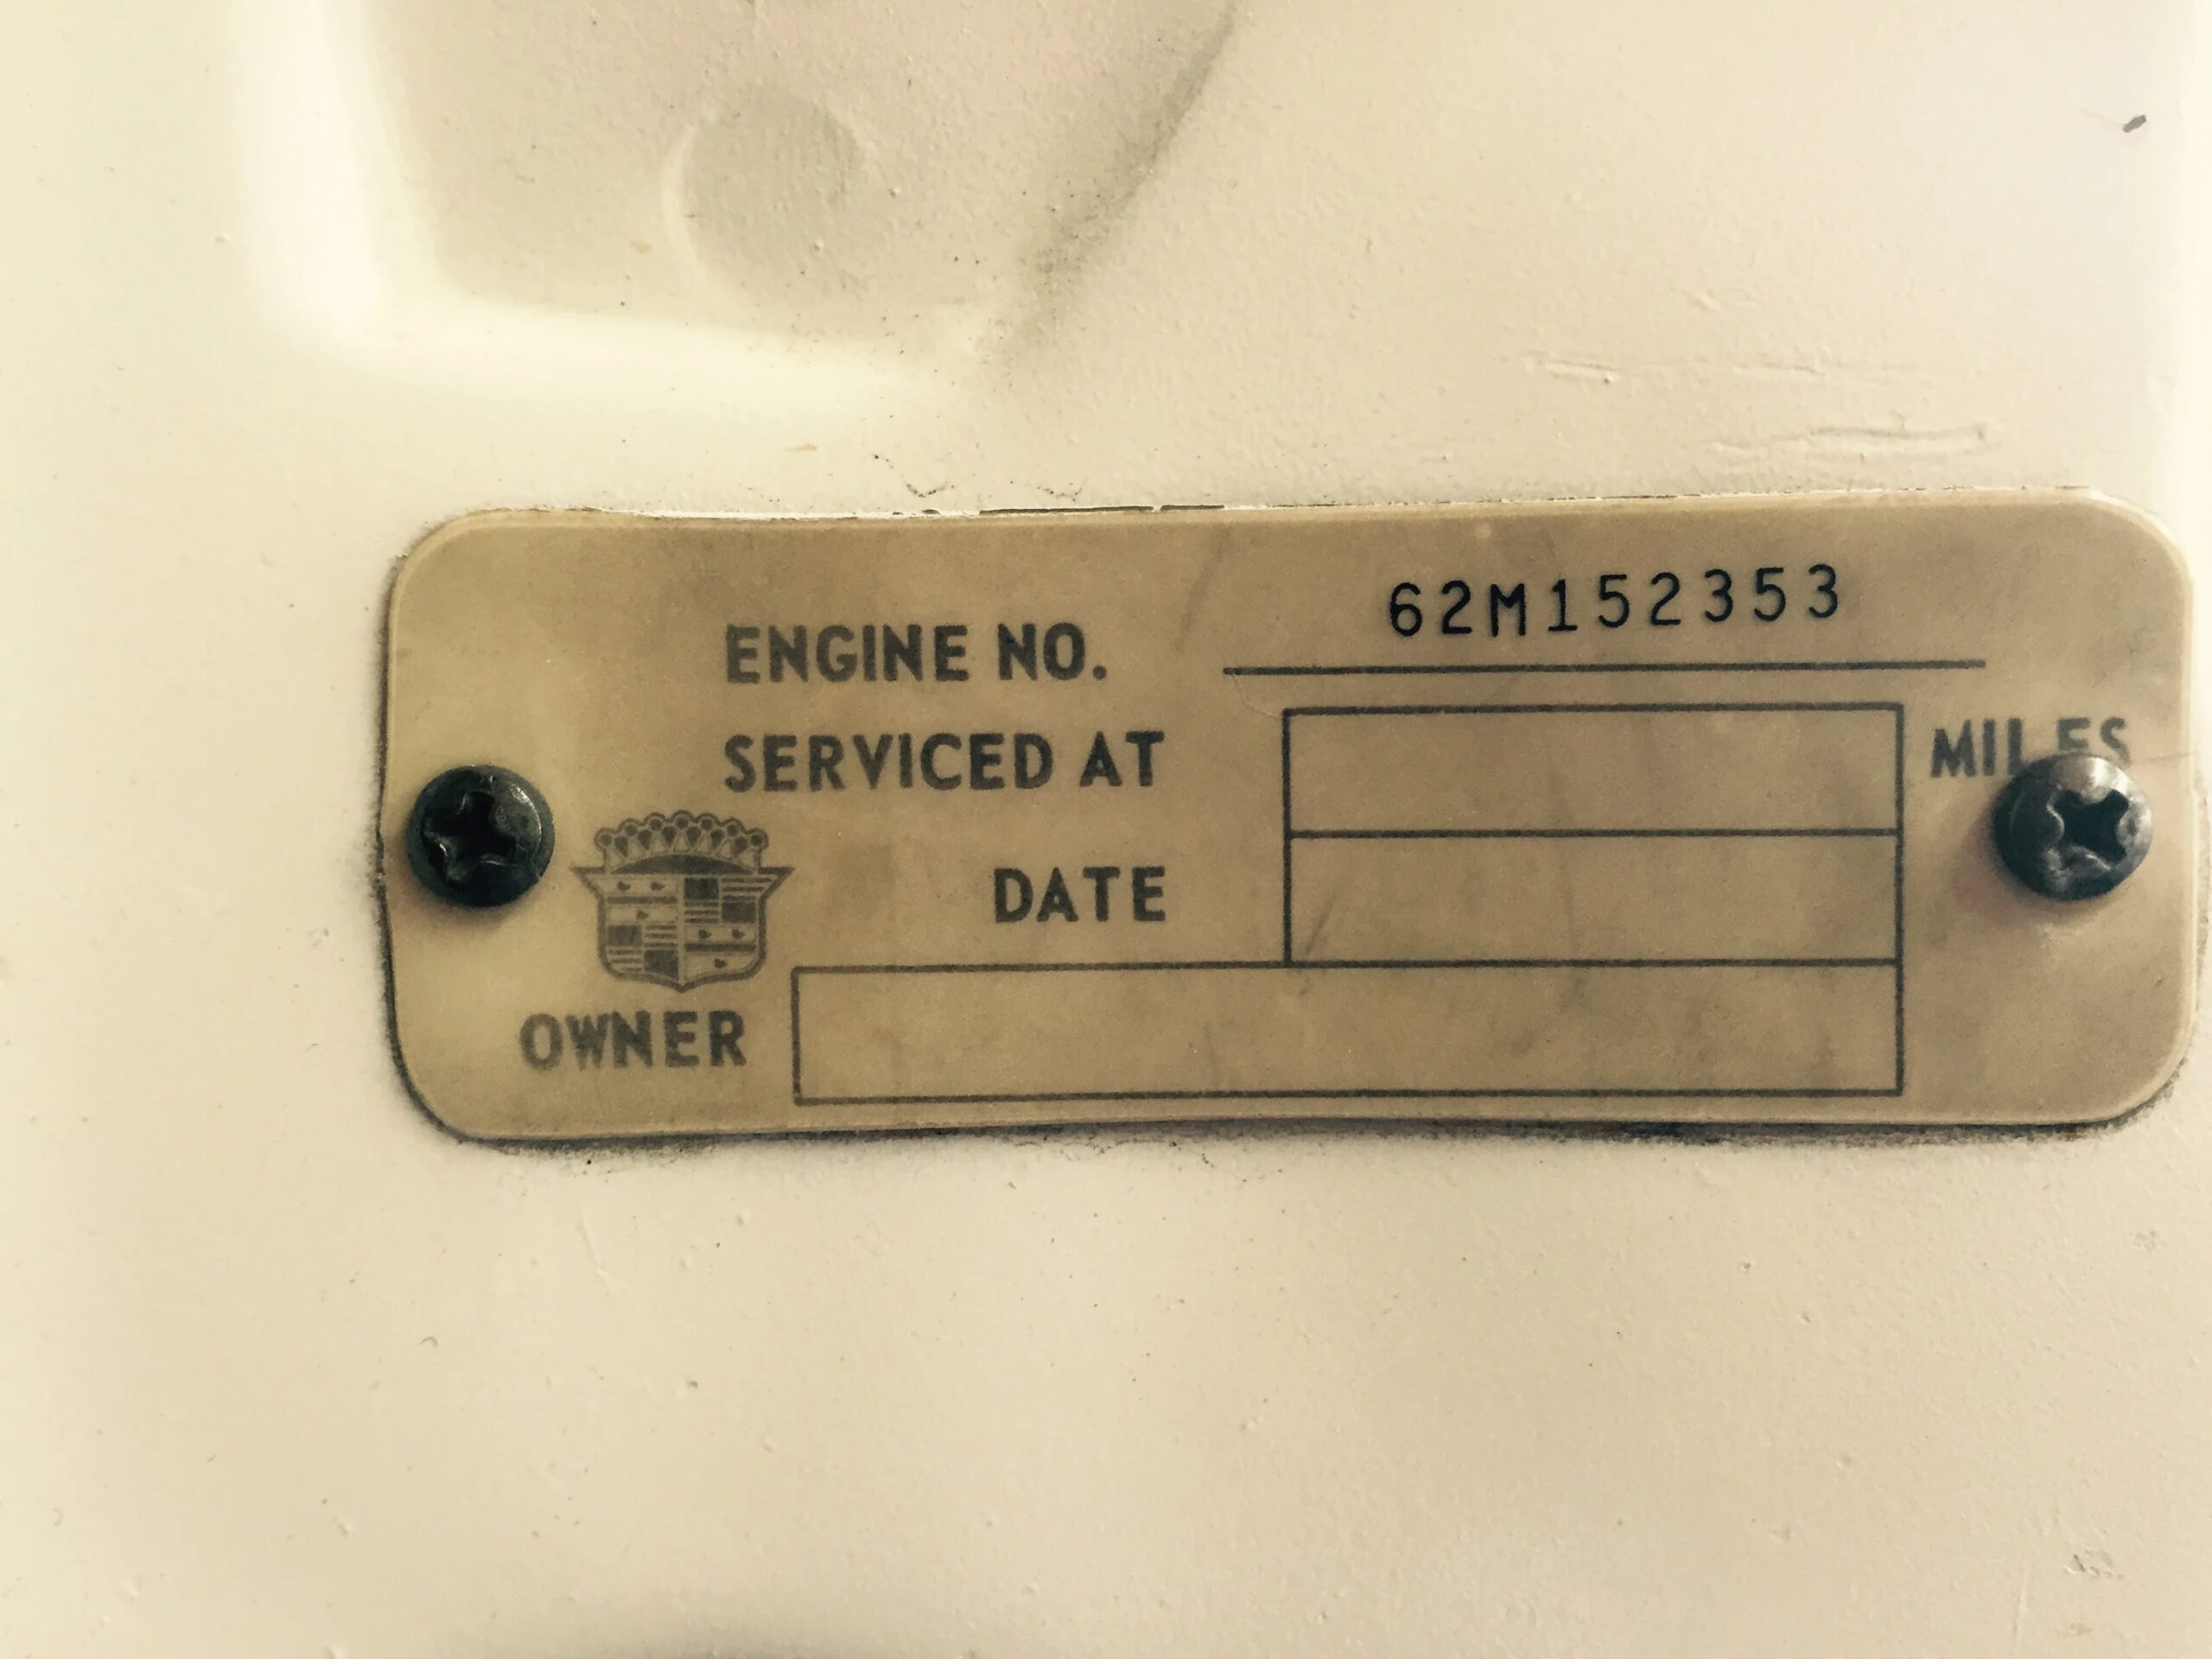 ENGINE NO. 62M152353
SERVICED AT MILES
DATE
OWNER